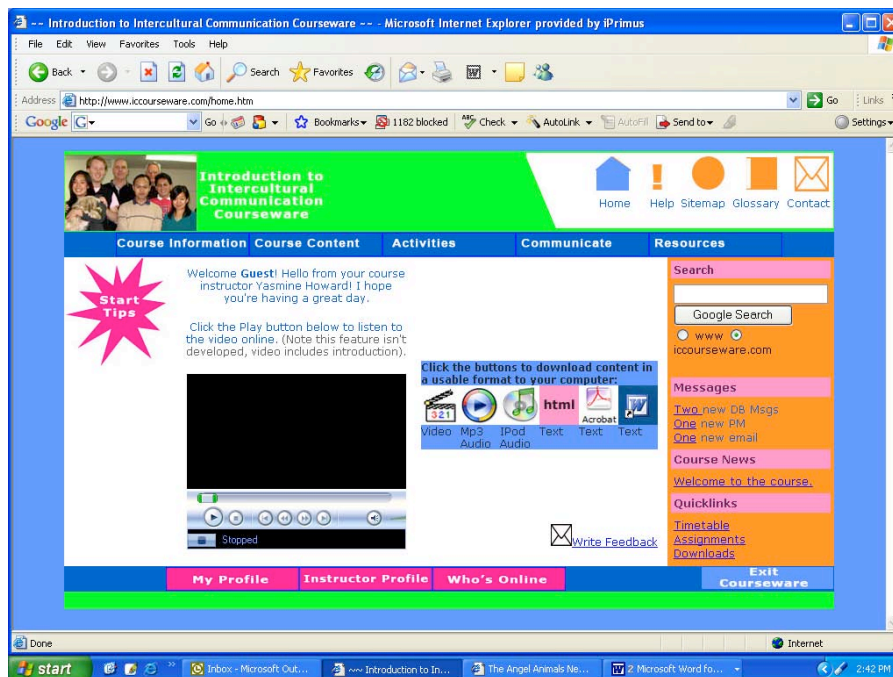 -- Introduction to Intercultural Communication Courseware -- - Microsoft Internet Explorer provided by iPrimus
File Edit View Favorites Tools Help
Back Search Favorites
Address http://www.iccourseware.com/home.htm Go Links
Google G Go Bookmarks 1182 blocked ABC Check AutoLink AutoFill Send to Settings
Introduction to
Intercultural
Communication
Courseware
Home Help Sitemap Glossary Contact
Course Information Course Content Activities Communicate Resources
Start
Tips
Welcome Guest! Hello from your course
instructor Yasmine Howard! I hope
you're having a great day.
Click the Play button below to listen to
the video online. (Note this feature isn't
developed, video includes introduction).
Stopped
Click the buttons to download content in
a usable format to your computer:
321 html Acrobat W
Video Mp3 IPod Text Text Text
Audio Audio
Write Feedback
Search
Google Search
www
iccourseware.com
Messages
Two new DB Msgs
One new PM
One new email
Course News
Welcome to the course.
Quicklinks
Timetable
Assignments
Downloads
My Profile Instructor Profile Who's Online
Exit
Courseware
Done Internet
start Inbox - Microsoft Out... ~~ Introduction to In... The Angel Animals Ne... 2 Microsoft Word fo... 2:42 PM